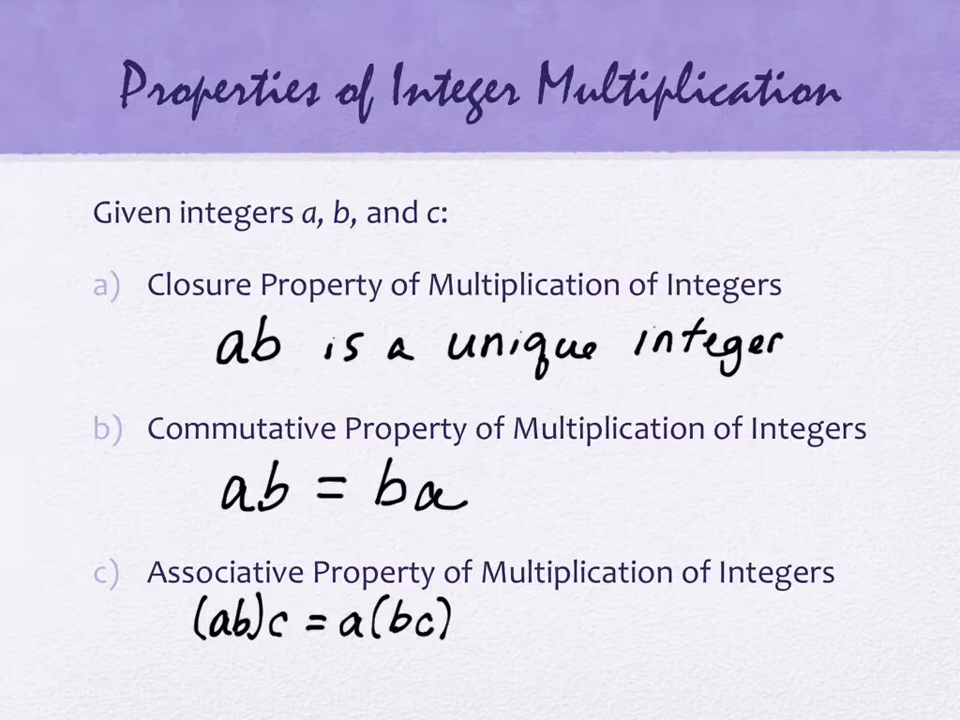 Properties of Integer Multiplication
Given integers a, b, and c:
a) Closure Property of Multiplication of Integers
ab is a unique integer
b) Commutative Property of Multiplication of Integers
ab = ba
c) Associative Property of Multiplication of Integers
(ab)c = a(bc)